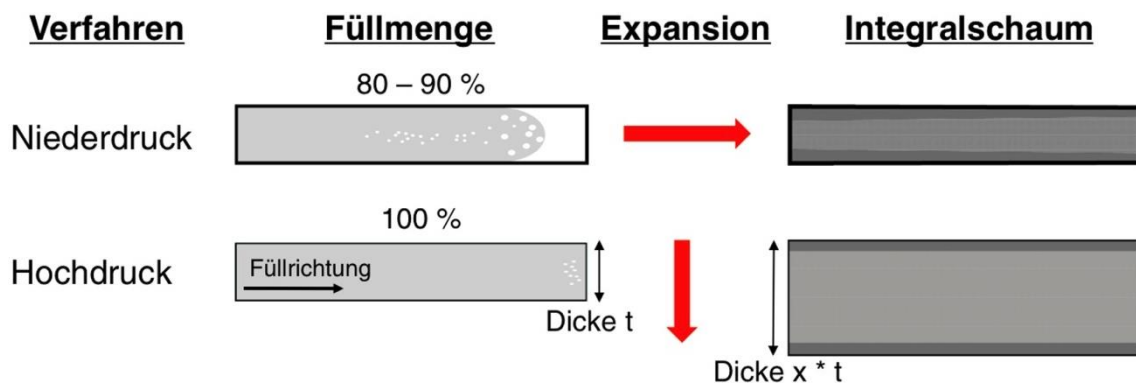 Verfahren Füllmenge Expansion Integralschaum
80 – 90 %
Niederdruck
100 %
Hochdruck
Füllrichtung
Dicke t
Dicke x * t